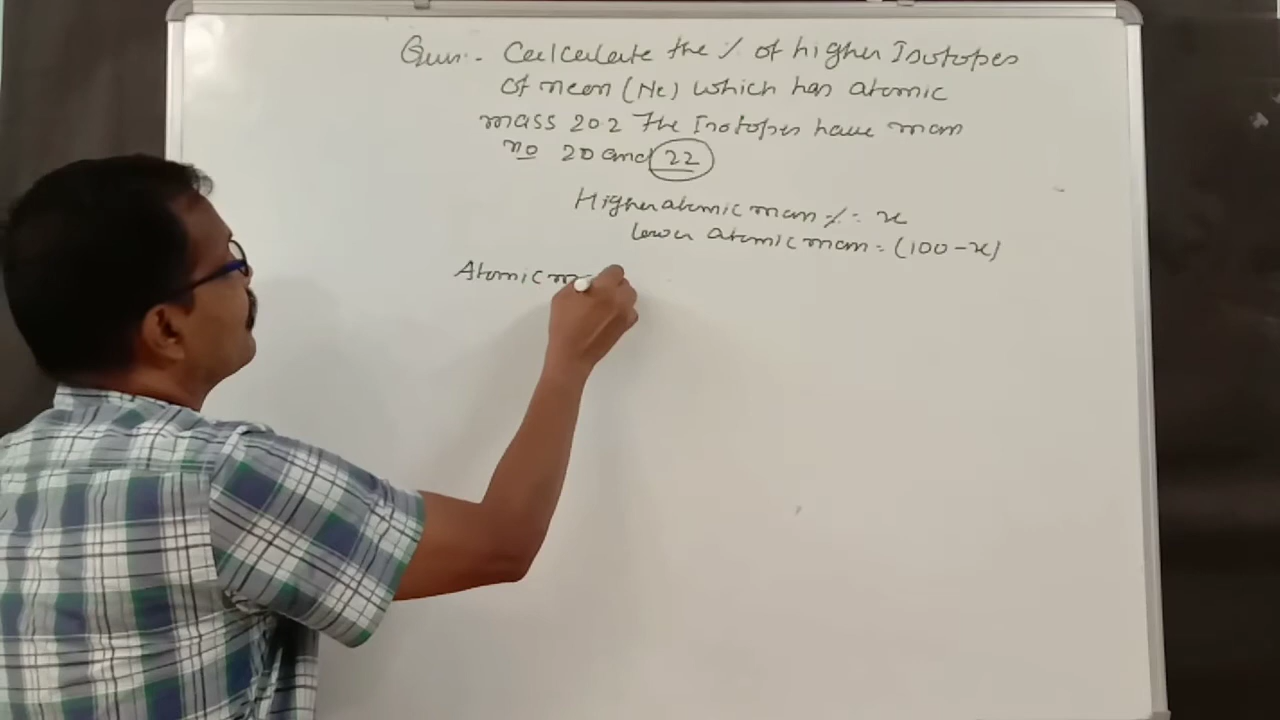 Ques:- Calculate the % of higher Isotopes
of neon (Ne) which has atomic
mass 20.2 The Isotopes have mass
no 20 and 22
Higher atomic mass % = x
lower atomic mass = (100-x)
Atomic m